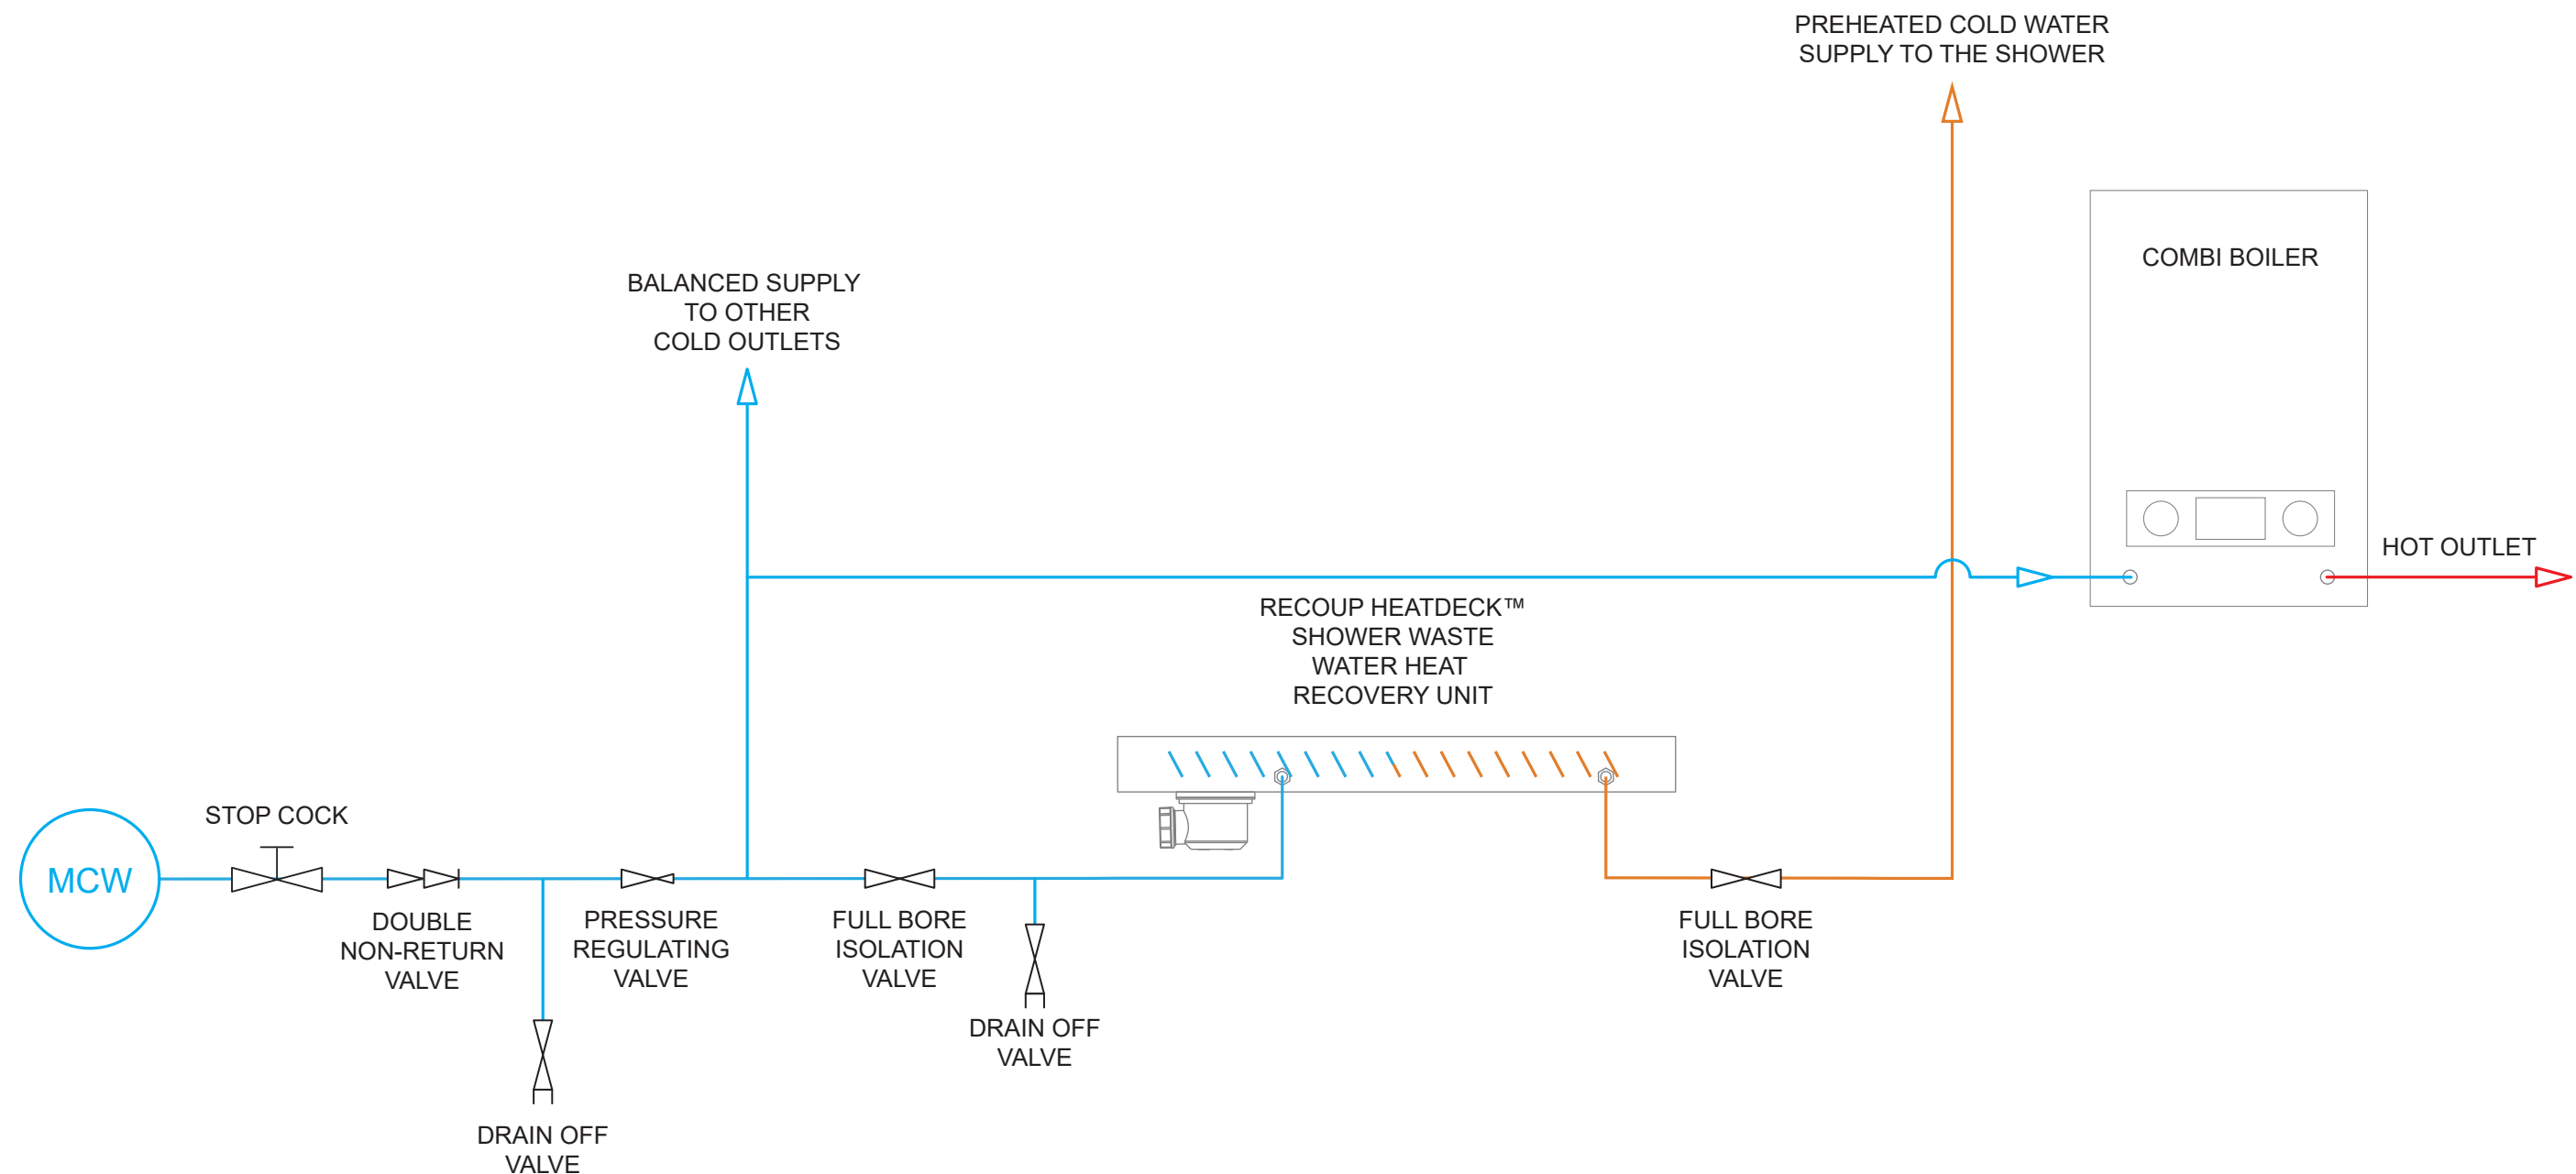 PREHEATED COLD WATER
SUPPLY TO THE SHOWER
COMBI BOILER
BALANCED SUPPLY
TO OTHER
COLD OUTLETS
HOT OUTLET
RECOUP HEATDECK™
SHOWER WASTE
WATER HEAT
RECOVERY UNIT
MCW
STOP COCK
DOUBLE
NON-RETURN
VALVE
PRESSURE
REGULATING
VALVE
FULL BORE
ISOLATION
VALVE
FULL BORE
ISOLATION
VALVE
DRAIN OFF
VALVE
DRAIN OFF
VALVE